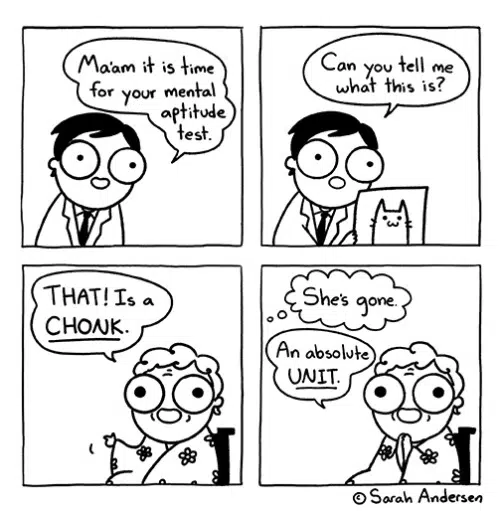 Ma'am it is time
for your mental
aptitude
test.
Can you tell me
what this is?
THAT! Is a
CHONK.
She's gone.
An absolute
UNIT.
© Sarah Andersen